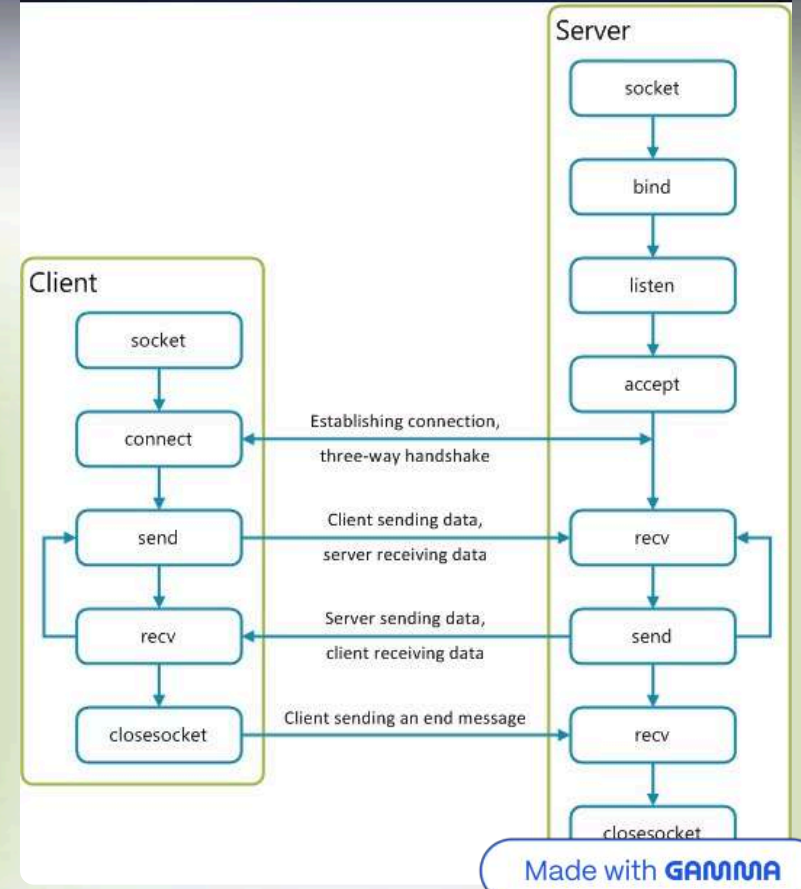 Server
socket
bind
listen
accept
Client
socket
connect
send
recv
closesocket
Establishing connection,
three-way handshake
Client sending data,
server receiving data
Server sending data,
client receiving data
Client sending an end message
recv
send
recv
closesocket
Made with GAMMA